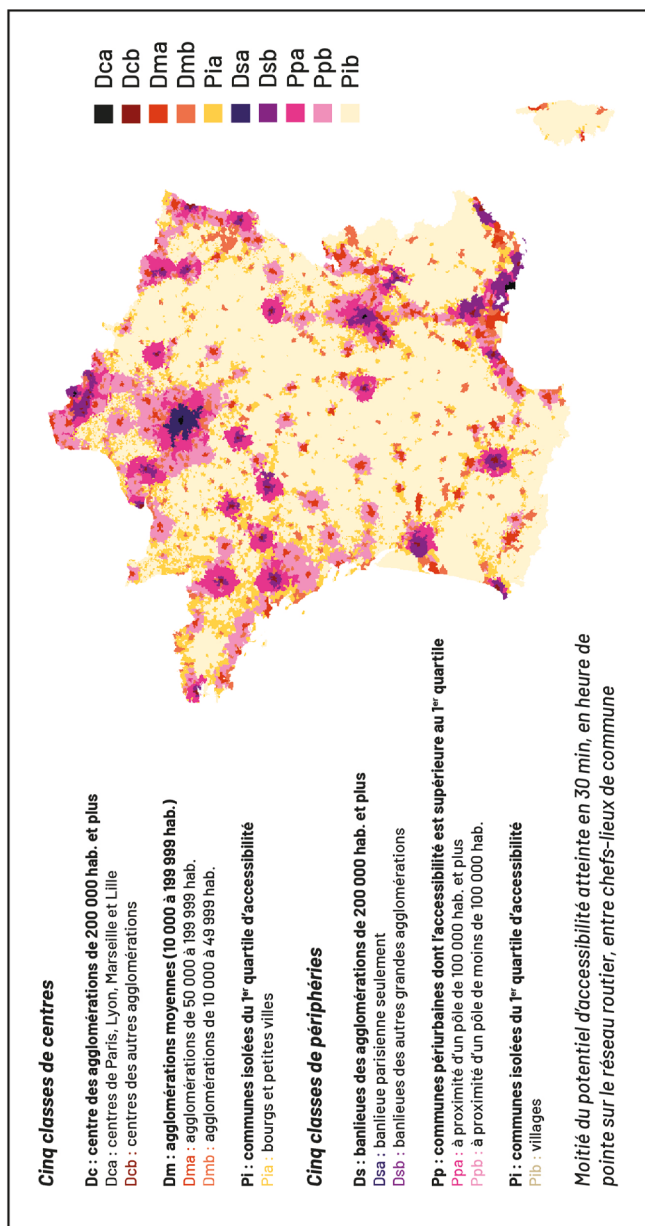 Cinq classes de centres
Dc : centre des agglomérations de 200 000 hab. et plus
Dca : centres de Paris, Lyon, Marseille et Lille
Dcb : centres des autres agglomérations
Dm : agglomérations moyennes (10 000 à 199 999 hab.)
Dma : agglomérations de 50 000 à 199 999 hab.
Dmb : agglomérations de 10 000 à 49 999 hab.
Pi : communes isolées du 1er quartile d'accessibilité
Pia : bourgs et petites villes
Cinq classes de périphéries
Ds : banlieues des agglomérations de 200 000 hab. et plus
Dsa : banlieue parisienne seulement
Dsb : banlieues des autres grandes agglomérations
Pp : communes périurbaines dont l'accessibilité est supérieure au 1er quartile
Ppa : à proximité d'un pôle de 100 000 hab. et plus
Ppb : à proximité d'un pôle de moins de 100 000 hab.
Pi : communes isolées du 1er quartile d'accessibilité
Pib : villages
Moitié du potentiel d'accessibilité atteinte en 30 min, en heure de
pointe sur le réseau routier, entre chefs-lieux de commune
Dca
Dcb
Dma
Dmb
Pia
Dsa
Dsb
Ppa
Ppb
Pib